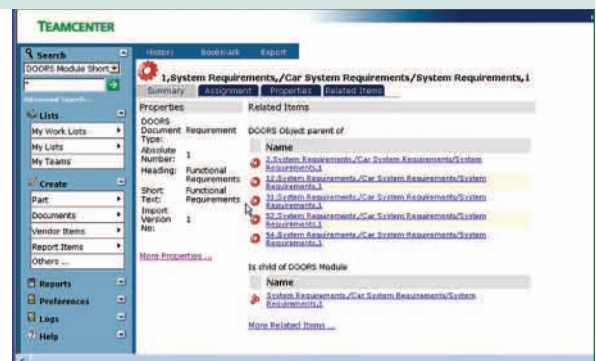 TEAMCENTER
Search
DOORS Module Short
*
Advanced Search...
Lists
My Work Lists
My Lists
My Teams
Create
Part
Documents
Vendor Items
Report Items
Others ...
Reports
Preferences
Logs
Help
History Bookmark Export
1,System Requirements,/Car System Requirements/System Requirements,1
Summary Assignment Properties Related Items
Properties
DOORS
Document Requirement
Type:
Absolute
Number: 1
Heading: Functional
Requirements
Short Functional
Text: Requirements
Import
Version 1
No:
More Properties ...
Related Items
DOORS Object parent of
Name
2,System Requirements,/Car System Requirements/System
Requirements,1
12,System Requirements,/Car System Requirements/System
Requirements,1
31,System Requirements,/Car System Requirements/System
Requirements,1
52,System Requirements,/Car System Requirements/System
Requirements,1
54,System Requirements,/Car System Requirements/System
Requirements,1
Is child of DOORS Module
Name
System Requirements,/Car System Requirements/System
Requirements,1
More Related Items ...